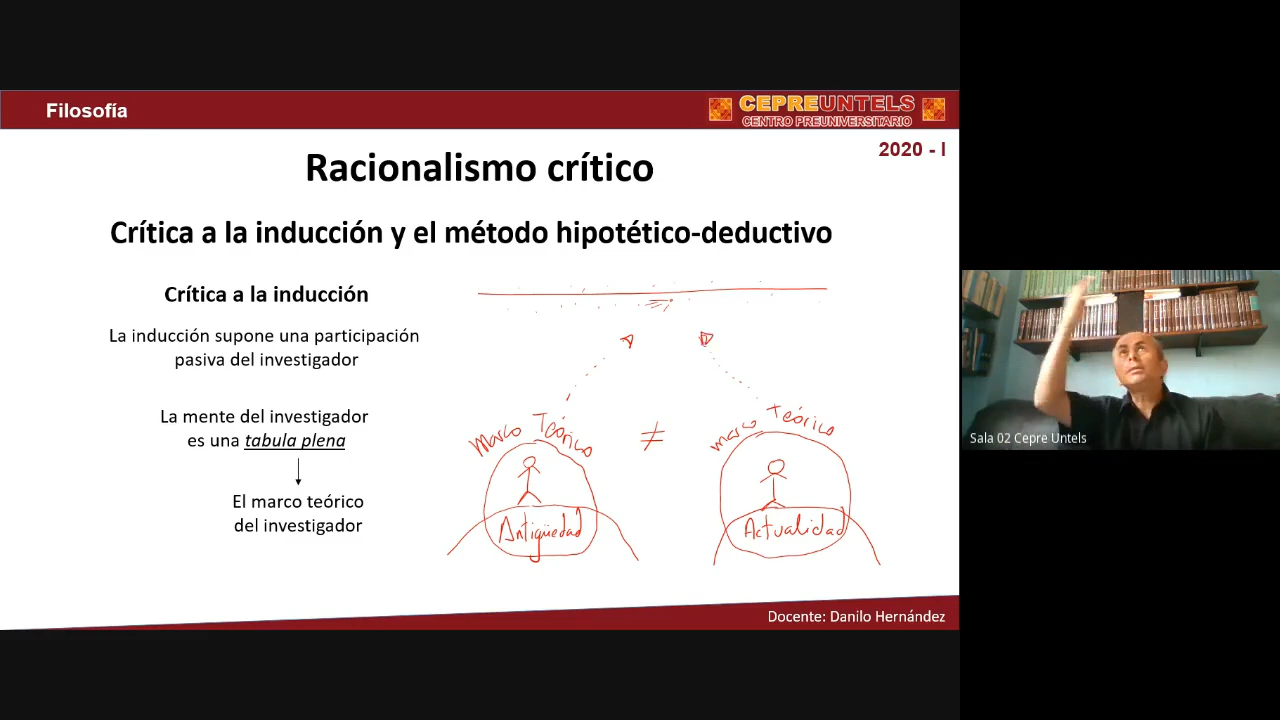 Filosofía
CEPREUNTELS
CENTRO PREUNIVERSITARIO
2020 - I
Racionalismo crítico
Crítica a la inducción y el método hipotético-deductivo
Crítica a la inducción
La inducción supone una participación
pasiva del investigador
La mente del investigador
es una tabula plena
El marco teórico
del investigador
Marco Teórico
≠
marco Teórico
Antigüedad
Actualidad
Sala 02 Cepre Untels
Docente: Danilo Hernández